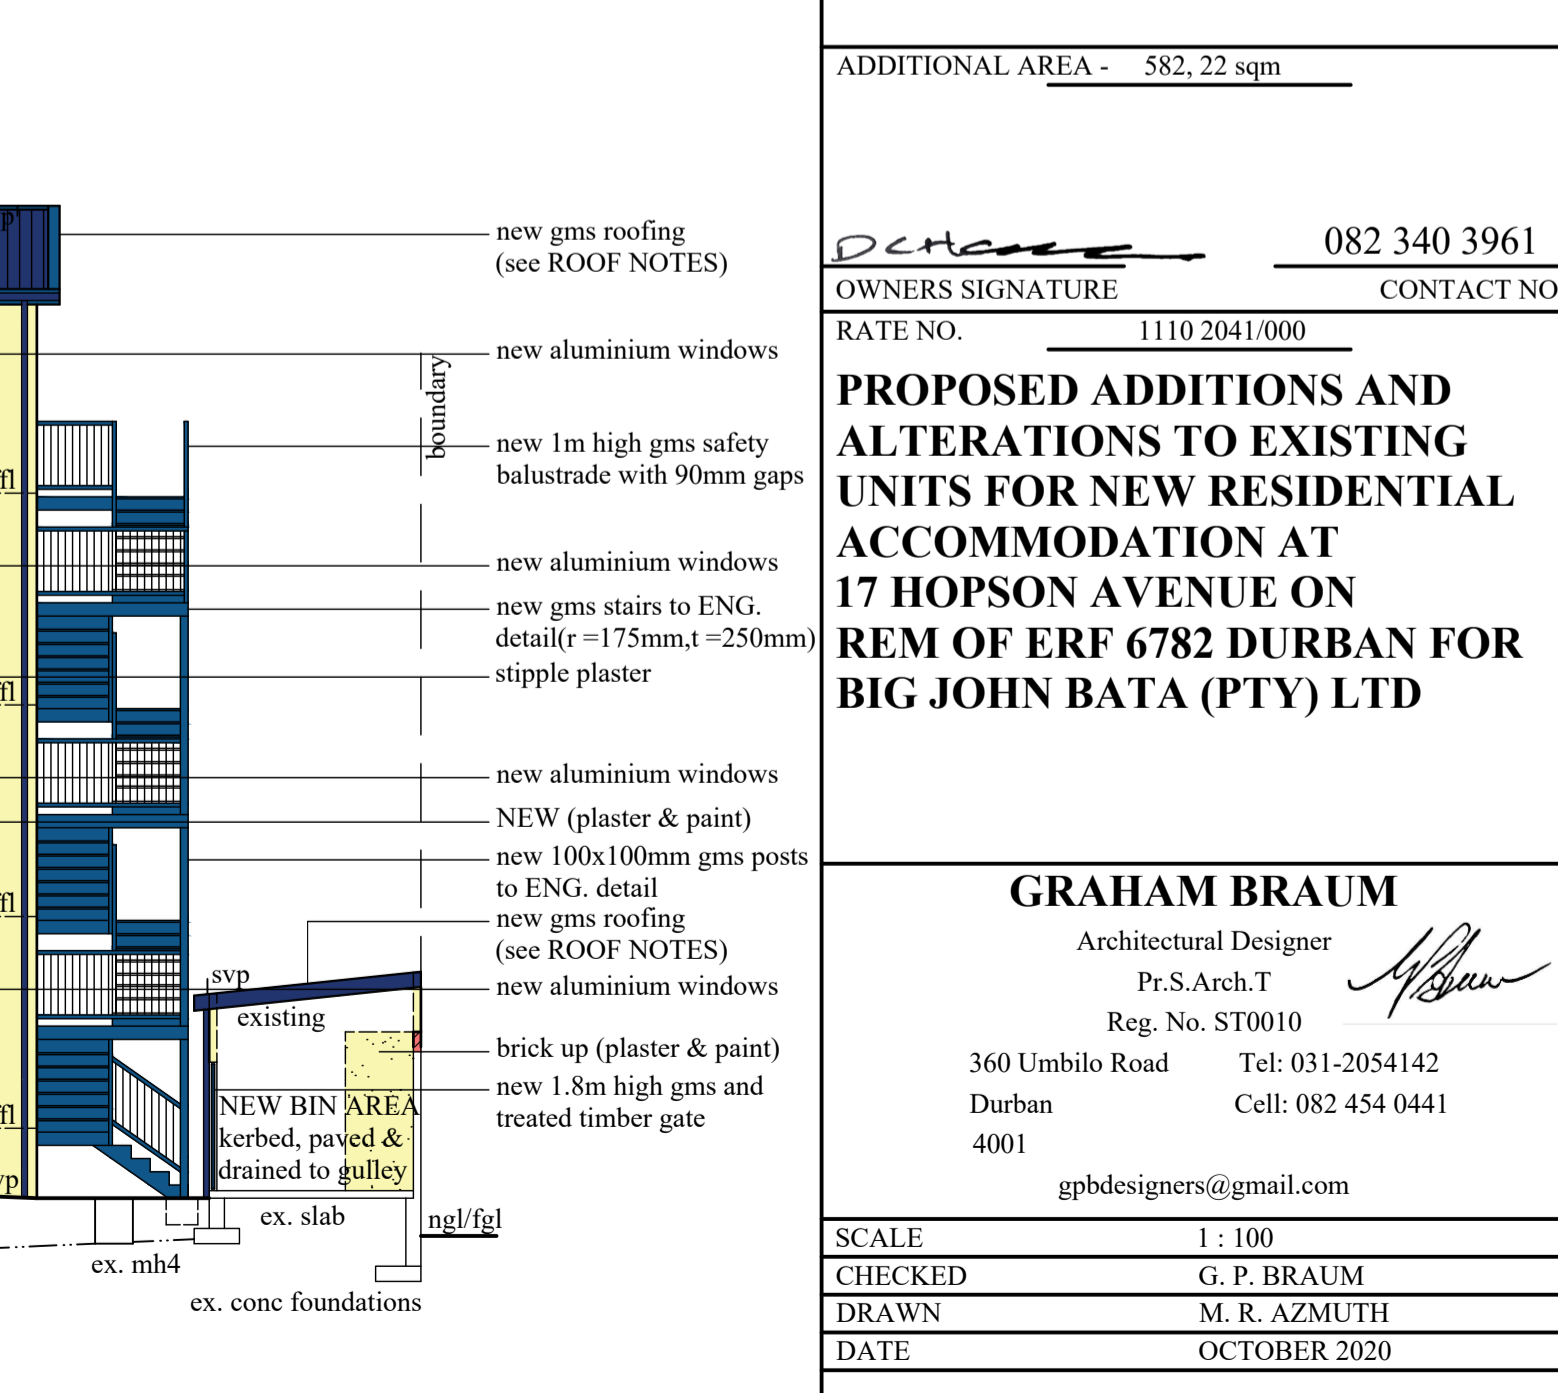 p'
new gms roofing
(see ROOF NOTES)
new aluminium windows
boundary
new 1m high gms safety
balustrade with 90mm gaps
ffl
new aluminium windows
new gms stairs to ENG.
detail(r =175mm,t =250mm)
stipple plaster
ffl
new aluminium windows
NEW (plaster & paint)
new 100x100mm gms posts
to ENG. detail
ffl
new gms roofing
(see ROOF NOTES)
svp
new aluminium windows
existing
brick up (plaster & paint)
new 1.8m high gms and
treated timber gate
NEW BIN AREA
kerbed, paved &
drained to gulley
ffl
vp
ex. slab
ngl/fgl
ex. mh4
ex. conc foundations
ADDITIONAL AREA - 582, 22 sqm
082 340 3961
OWNERS SIGNATURE CONTACT NO
RATE NO. 1110 2041/000
PROPOSED ADDITIONS AND
ALTERATIONS TO EXISTING
UNITS FOR NEW RESIDENTIAL
ACCOMMODATION AT
17 HOPSON AVENUE ON
REM OF ERF 6782 DURBAN FOR
BIG JOHN BATA (PTY) LTD
GRAHAM BRAUM
Architectural Designer
Pr.S.Arch.T
Reg. No. ST0010
360 Umbilo Road Tel: 031-2054142
Durban Cell: 082 454 0441
4001
gpbdesigners@gmail.com
SCALE 1 : 100
CHECKED G. P. BRAUM
DRAWN M. R. AZMUTH
DATE OCTOBER 2020